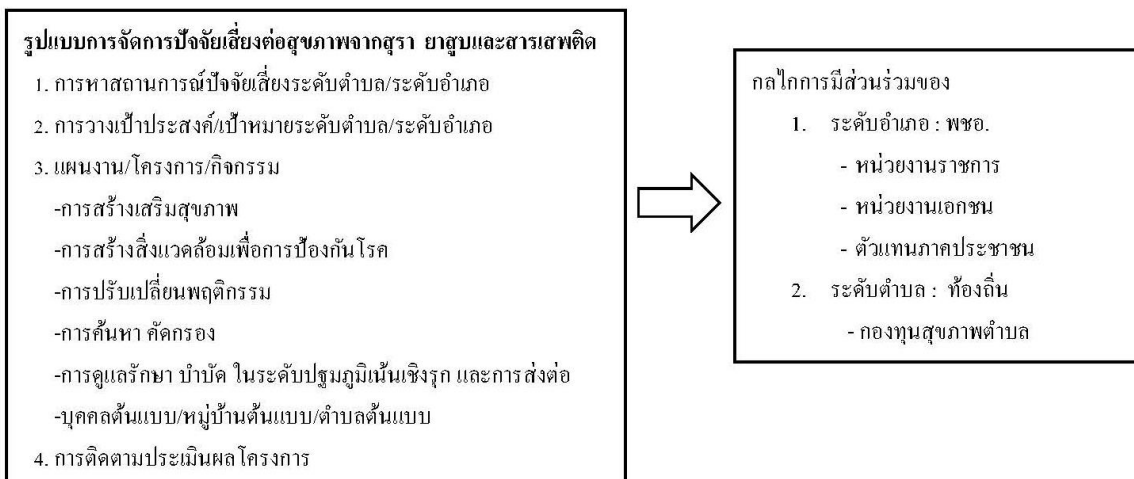 รูปแบบการจัดการปัจจัยเสี่ยงต่อสุขภาพจากสุรา ยาสูบและสารเสพติด
1. การหาสถานการณ์ปัจจัยเสี่ยงระดับตำบล/ระดับอำเภอ
2. การวางเป้าประสงค์/เป้าหมายระดับตำบล/ระดับอำเภอ
3. แผนงาน/โครงการ/กิจกรรม
-การสร้างเสริมสุขภาพ
-การสร้างสิ่งแวดล้อมเพื่อการป้องกันโรค
-การปรับเปลี่ยนพฤติกรรม
-การค้นหา คัดกรอง
-การดูแลรักษา บำบัด ในระดับปฐมภูมิเน้นเชิงรุก และการส่งต่อ
-บุคคลต้นแบบ/หมู่บ้านต้นแบบ/ตำบลต้นแบบ
4. การติดตามประเมินผลโครงการ
กลไกการมีส่วนร่วมของ
1. ระดับอำเภอ : พชอ.
- หน่วยงานราชการ
- หน่วยงานเอกชน
- ตัวแทนภาคประชาชน
2. ระดับตำบล : ท้องถิ่น
- กองทุนสุขภาพตำบล